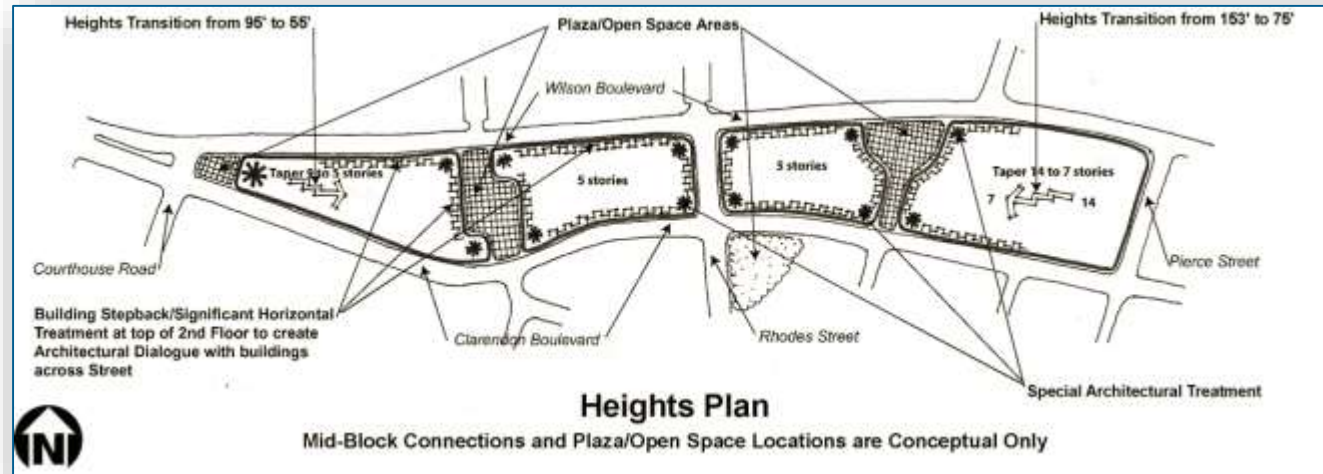 Heights Transition from 95' to 55'
Plaza/Open Space Areas
Heights Transition from 153' to 75'
Wilson Boulevard
Taper 9 to 5 stories
5 stories
5 stories
Taper 14 to 7 stories
7
14
Courthouse Road
Pierce Street
Building Stepback/Significant Horizontal
Treatment at top of 2nd Floor to create
Architectural Dialogue with buildings
across Street
Clarendon Boulevard
Rhodes Street
Special Architectural Treatment
Heights Plan
Mid-Block Connections and Plaza/Open Space Locations are Conceptual Only
N